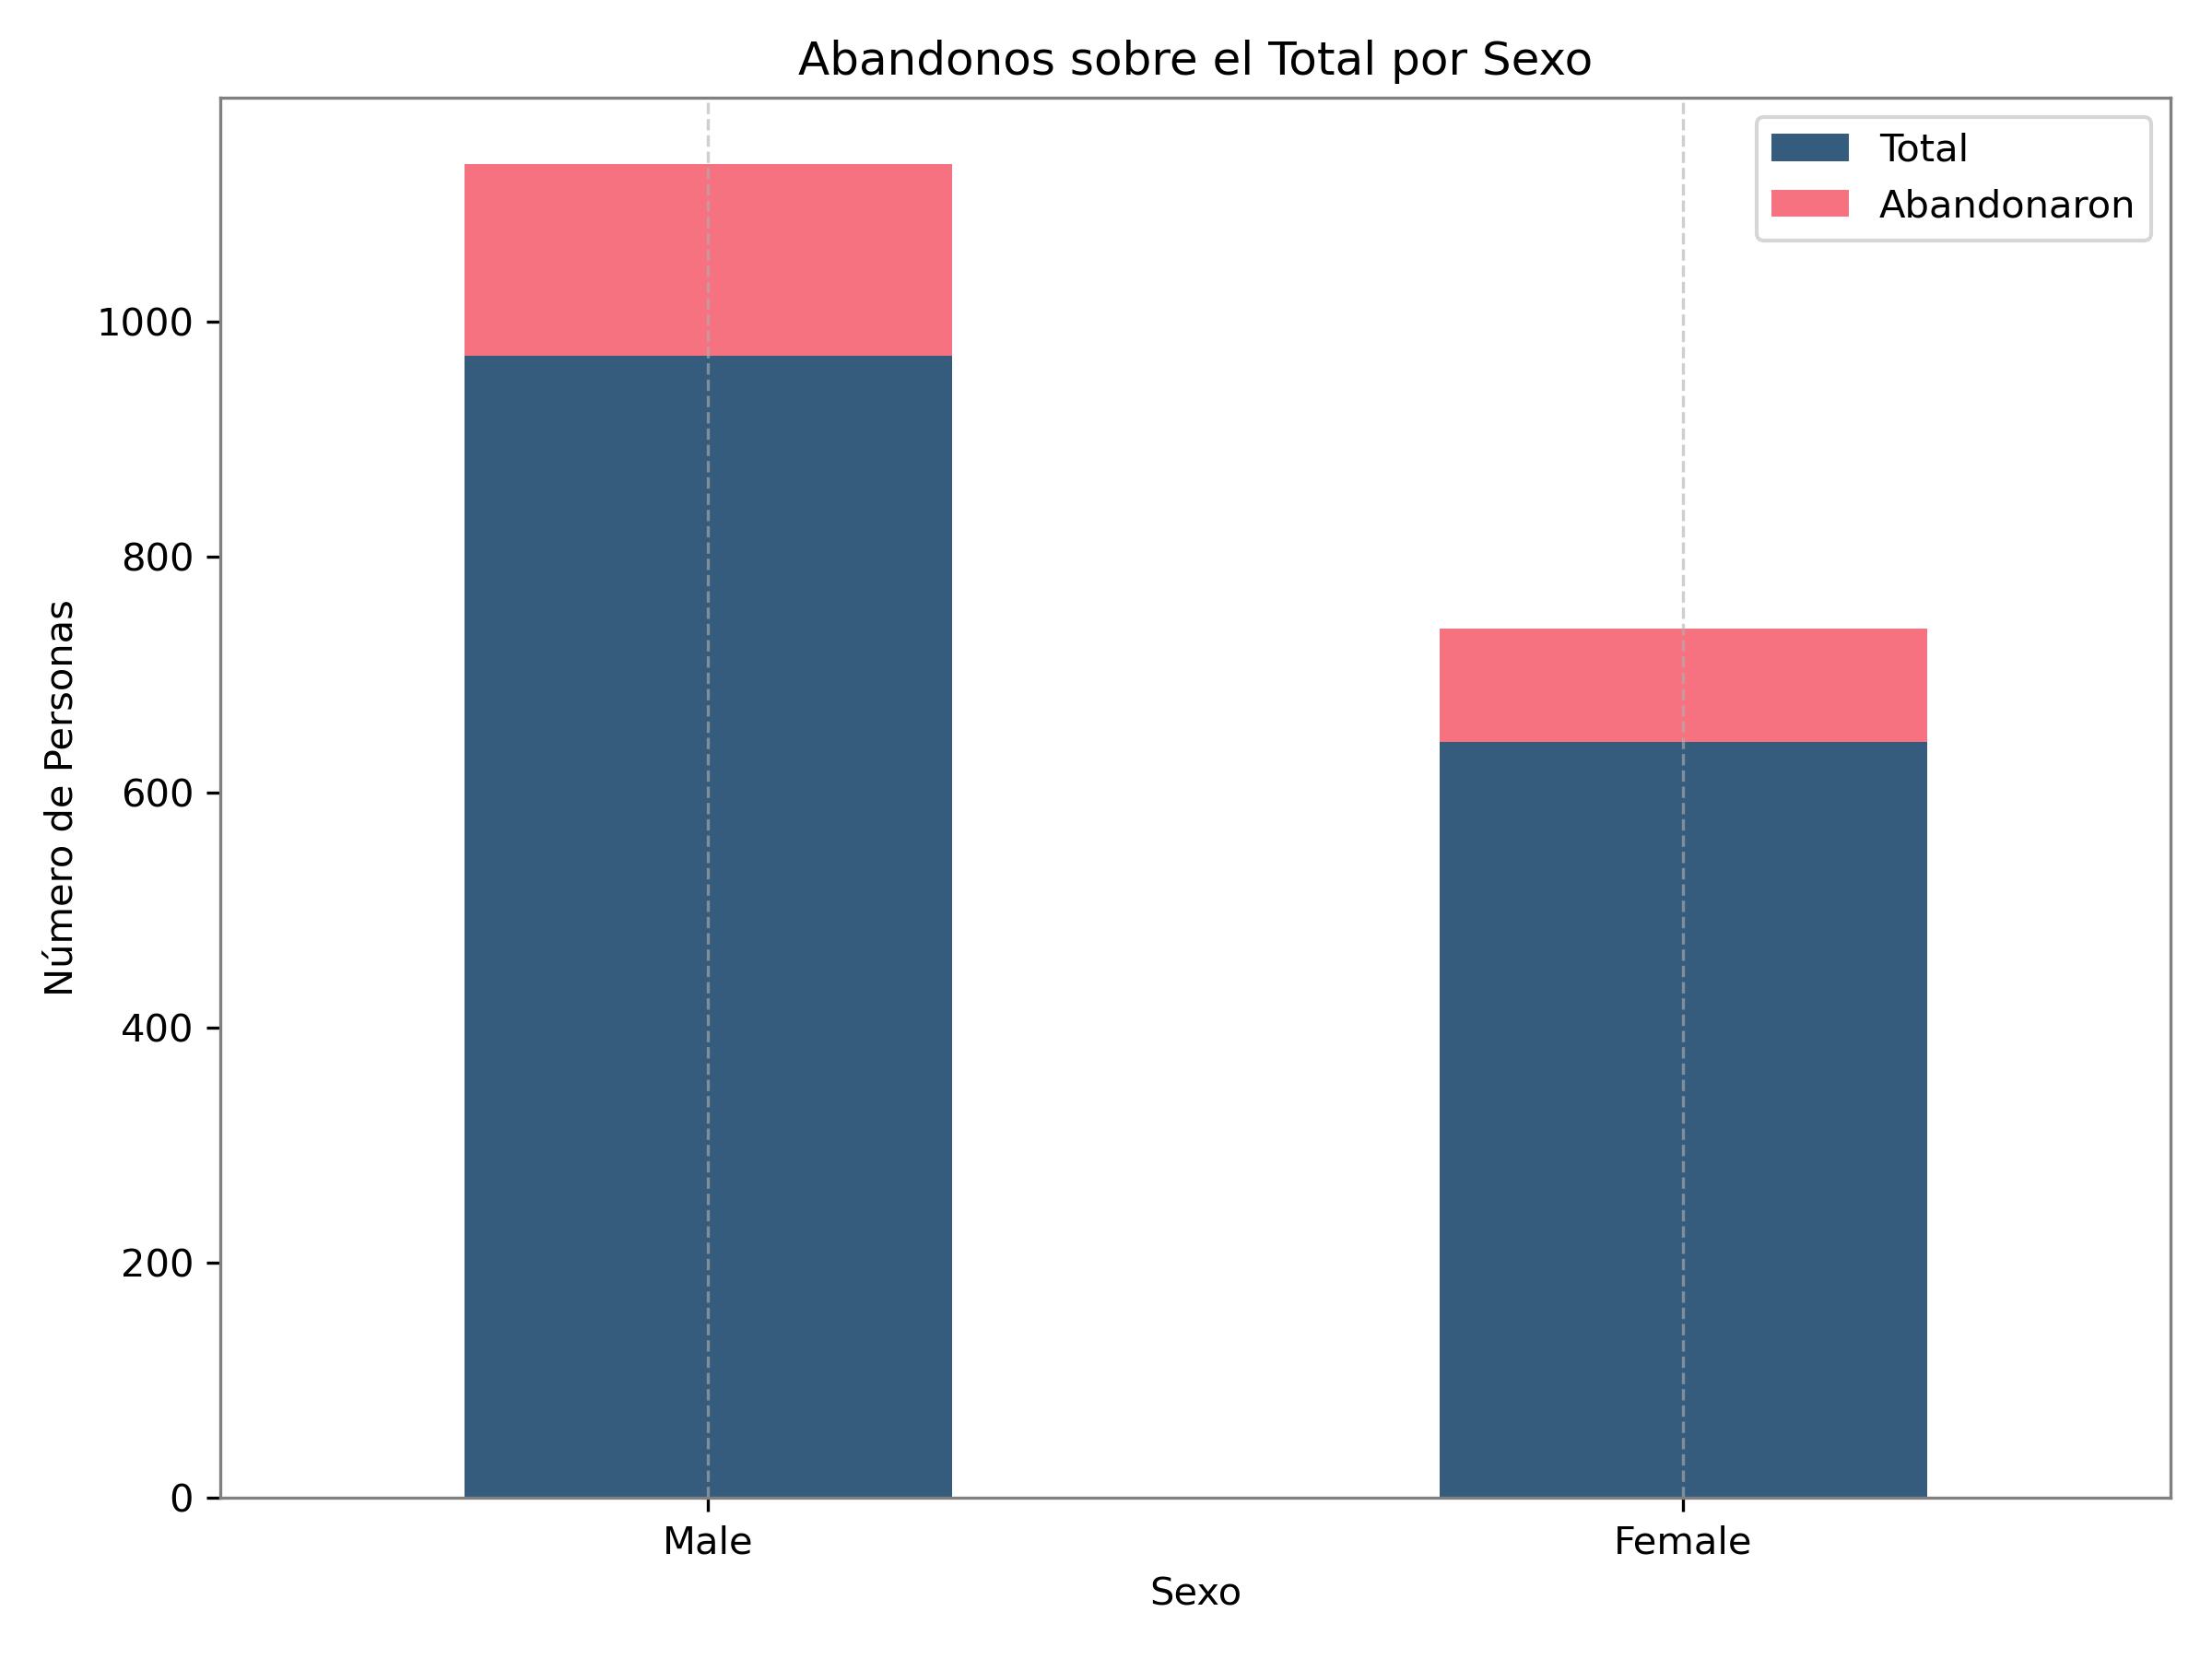 Abandonos sobre el Total por Sexo
Total
Abandonaron
1000
800
600
400
200
0
Número de Personas
Male
Female
Sexo